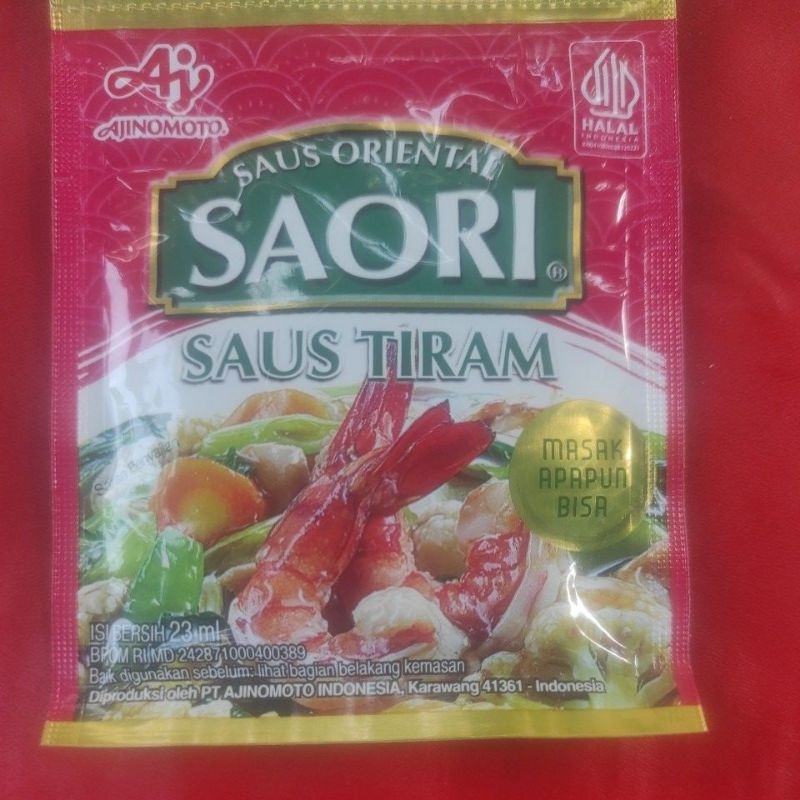 AJINOMOTO®
HALAL
INDONESIA
SAUS ORIENTAL
SAORI®
SAUS TIRAM
MASAK
APAPUN
BISA
ISI BERSIH 23 ml
BPOM RI MD 242871000400389
Baik digunakan sebelum: lihat bagian belakang kemasan
Diproduksi oleh PT AJINOMOTO INDONESIA, Karawang 41361 - Indonesia